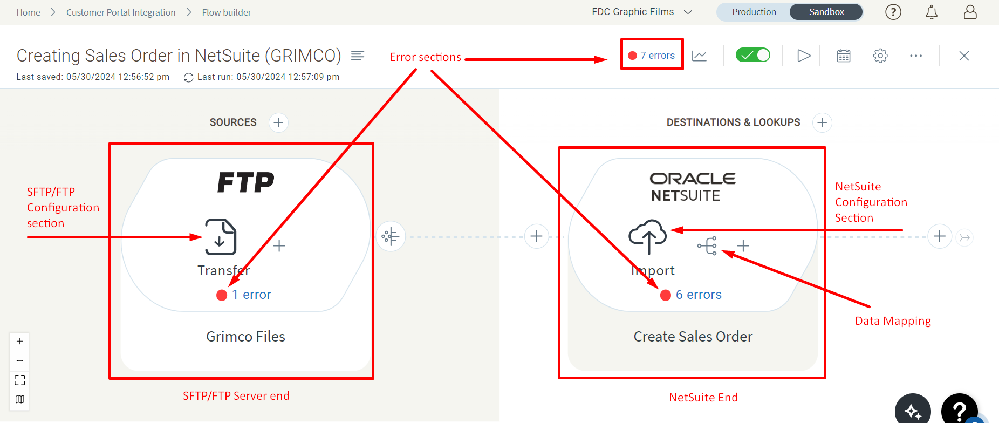 Home > Customer Portal Integration > Flow builder
FDC Graphic Films
Production Sandbox
Creating Sales Order in NetSuite (GRIMCO)
Error sections
7 errors
Last saved: 05/30/2024 12:56:52 pm
Last run: 05/30/2024 12:57:09 pm
SOURCES
DESTINATIONS & LOOKUPS
FTP
ORACLE
NETSUITE
SFTP/FTP
Configuration
section
NetSuite
Configuration
Section
Transfer
Import
1 error
6 errors
Data Mapping
Grimco Files
Create Sales Order
SFTP/FTP Server end
NetSuite End